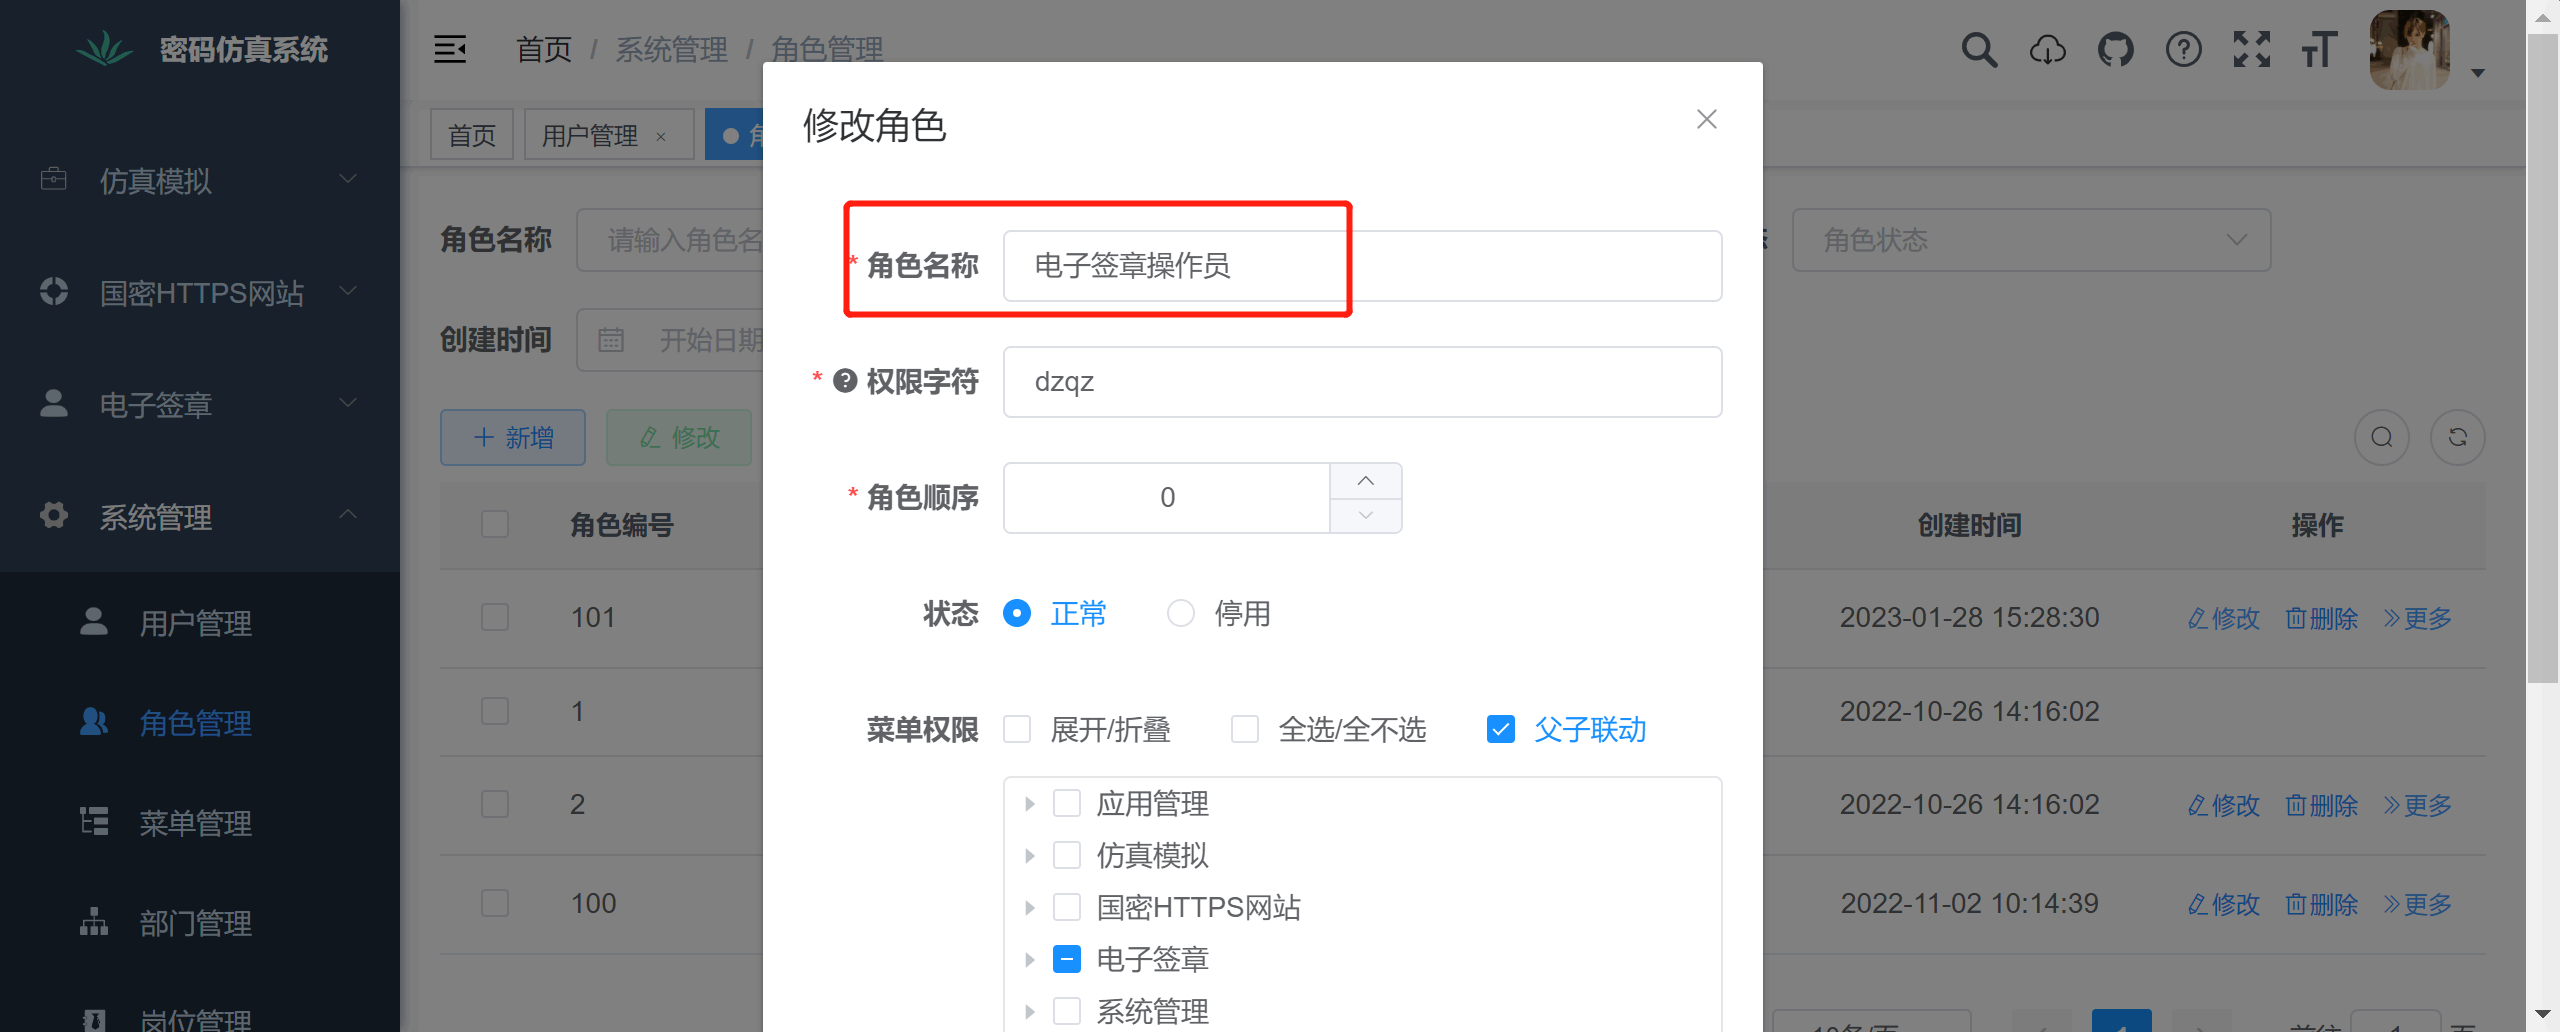 密码仿真系统
首页 / 系统管理 / 角色管理
首页
用户管理 ×
仿真模拟
国密HTTPS网站
电子签章
系统管理
用户管理
角色管理
菜单管理
部门管理
岗位管理
角色名称 请输入角色名
角色状态
创建时间 开始日期
+ 新增
修改
角色编号 创建时间 操作
101 2023-01-28 15:28:30 修改 删除 更多
1 2022-10-26 14:16:02
2 2022-10-26 14:16:02 修改 删除 更多
100 2022-11-02 10:14:39 修改 删除 更多
修改角色
* 角色名称 电子签章操作员
* 权限字符 dzqz
* 角色顺序 0
状态 正常 停用
菜单权限 展开/折叠 全选/全不选 父子联动
应用管理
仿真模拟
国密HTTPS网站
电子签章
系统管理